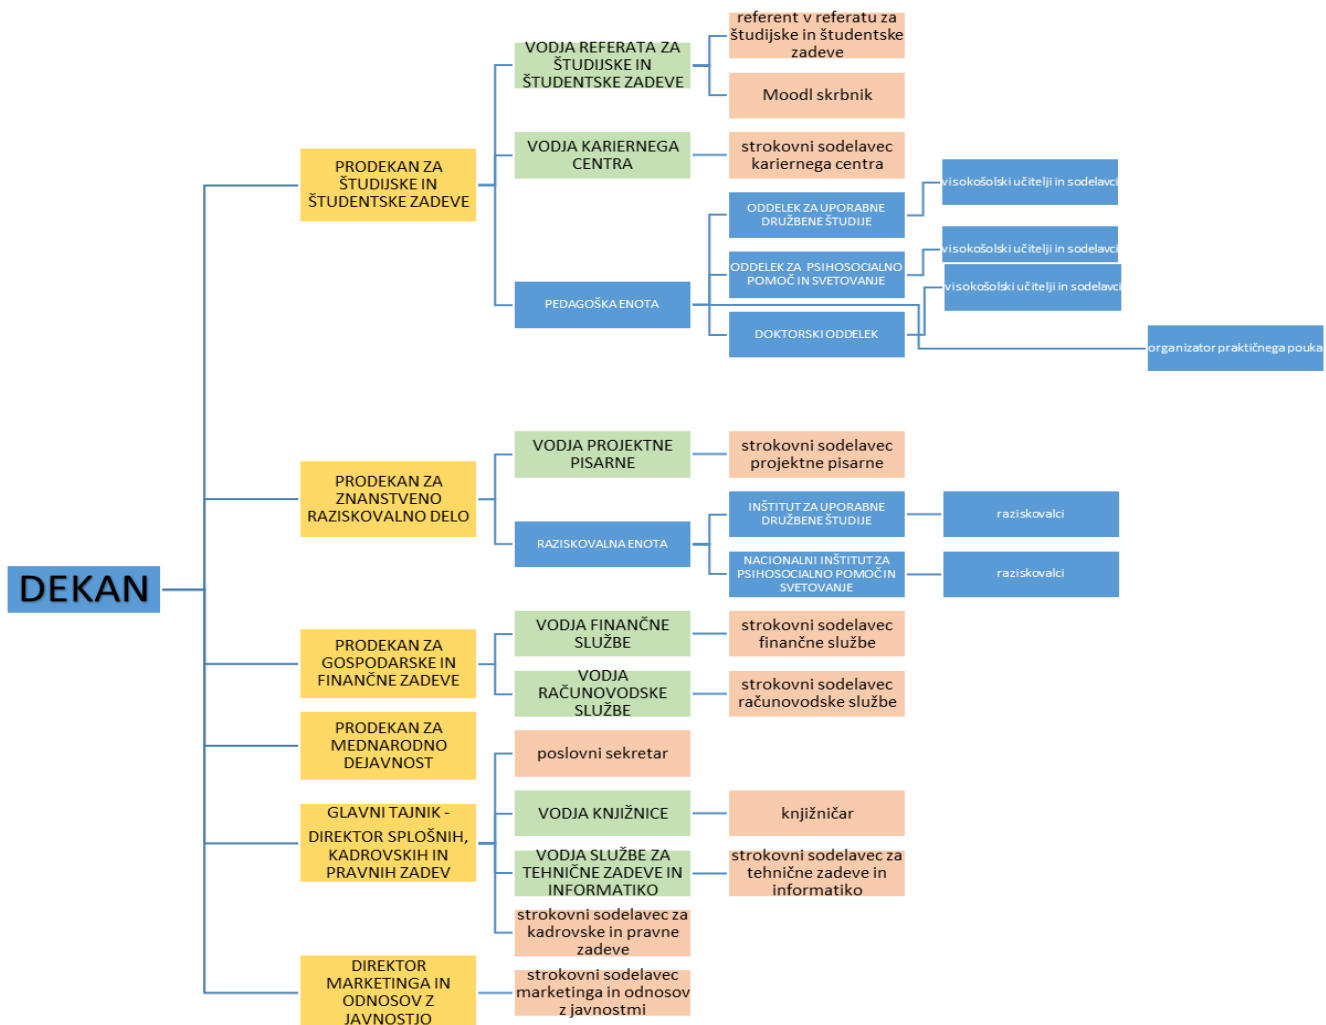 DEKAN
PRODEKAN ZA
ŠTUDIJSKE IN
ŠTUDENTSKE ZADEVE
VODJA REFERATA ZA
ŠTUDIJSKE IN
ŠTUDENTSKE ZADEVE
referent v referatu za
študijske in študentske
zadeve
Moodl skrbnik
VODJA KARIERNEGA
CENTRA
strokovni sodelavec
kariernega centra
PEDAGOŠKA ENOTA
ODDELEK ZA UPORABNE
DRUŽBENE ŠTUDIJE
visokošolski učitelji in sodelavci
ODDELEK ZA PSIHOSOCIALNO
POMOČ IN SVETOVANJE
visokošolski učitelji in sodelavci
DOKTORSKI ODDELEK
visokošolski učitelji in sodelavci
organizator praktičnega pouka
PRODEKAN ZA
ZNANSTVENO
RAZISKOVALNO DELO
VODJA PROJEKTNE
PISARNE
strokovni sodelavec
projektne pisarne
RAZISKOVALNA ENOTA
INŠTITUT ZA UPORABNE
DRUŽBENE ŠTUDIJE
raziskovalci
NACIONALNI INŠTITUT ZA
PSIHOSOCIALNO POMOČ IN
SVETOVANJE
raziskovalci
PRODEKAN ZA
GOSPODARSKE IN
FINANČNE ZADEVE
VODJA FINANČNE
SLUŽBE
strokovni sodelavec
finančne službe
VODJA
RAČUNOVODSKE
SLUŽBE
strokovni sodelavec
računovodske službe
PRODEKAN ZA
MEDNARODNO
DEJAVNOST
GLAVNI TAJNIK -
DIREKTOR SPLOŠNIH,
KADROVSKIH IN
PRAVNIH ZADEV
poslovni sekretar
VODJA KNJIŽNICE
knjižničar
VODJA SLUŽBE ZA
TEHNIČNE ZADEVE IN
INFORMATIKO
strokovni sodelavec za
tehnične zadeve in
informatiko
strokovni sodelavec za
kadrovske in pravne
zadeve
DIREKTOR
MARKETINGA IN
ODNOSOV Z
JAVNOSTJO
strokovni sodelavec
marketinga in odnosov
z javnostmi